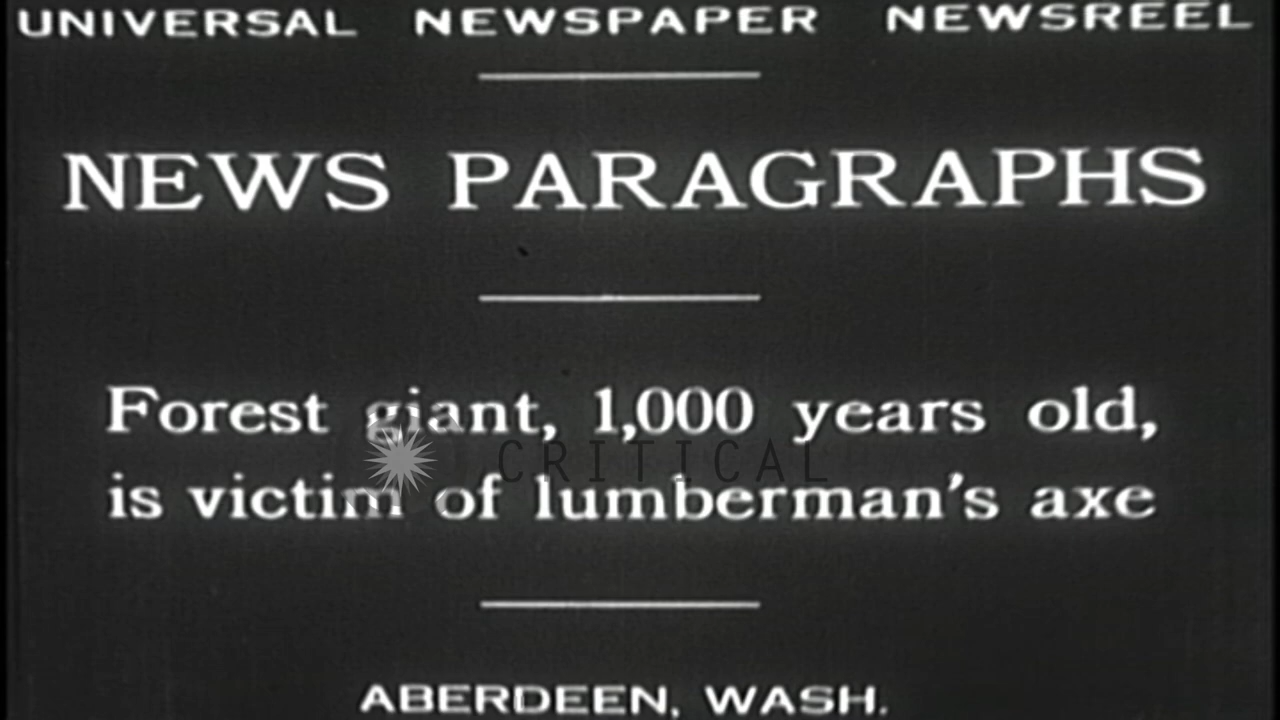 UNIVERSAL NEWSPAPER NEWSREEL
NEWS PARAGRAPHS
Forest giant, 1,000 years old,
CRITICAL
is victim of lumberman's axe
ABERDEEN, WASH.